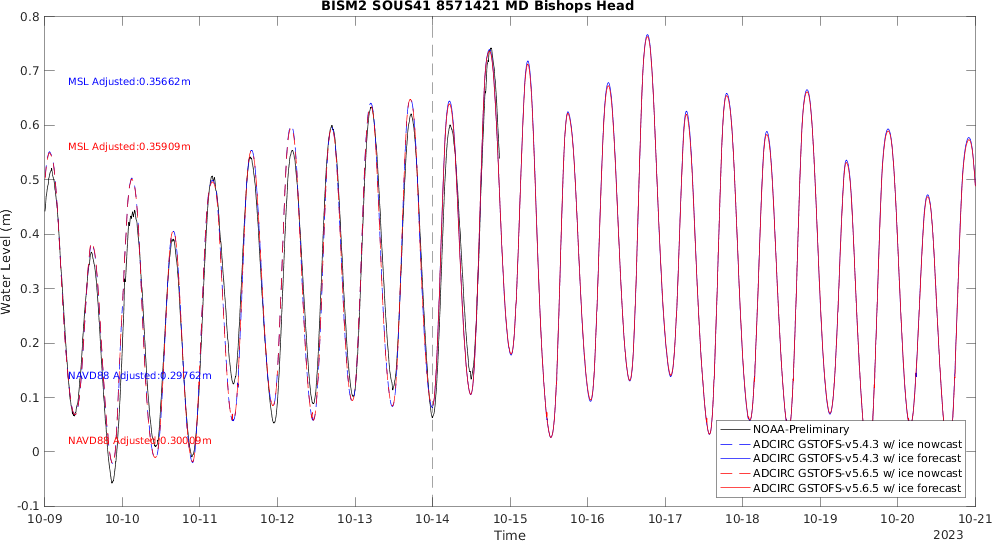 BISM2 SOUS41 8571421 MD Bishops Head
0.8
0.7
0.6
0.5
0.4
0.3
0.2
0.1
0
-0.1
Water Level (m)
MSL Adjusted:0.35662m
MSL Adjusted:0.35909m
NAVD88 Adjusted:0.29762m
NAVD88 Adjusted:0.30009m
NOAA-Preliminary
ADCIRC GSTOFS-v5.4.3 w/ ice nowcast
ADCIRC GSTOFS-v5.4.3 w/ ice forecast
ADCIRC GSTOFS-v5.6.5 w/ ice nowcast
ADCIRC GSTOFS-v5.6.5 w/ ice forecast
10-09 10-10 10-11 10-12 10-13 10-14 10-15 10-16 10-17 10-18 10-19 10-20 10-21
Time
2023